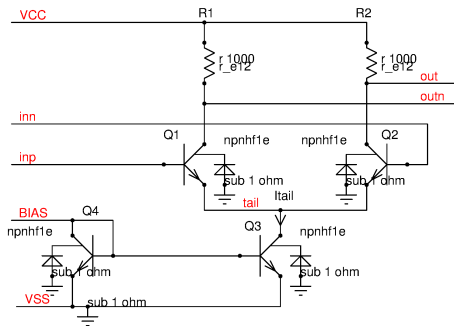 R1 R2
VCC
r 1000 r 1000
r_e12 r_e12
out
outn
inn
Q1 npnhf1e npnhf1e Q2
inp
sub 1 ohm sub 1 ohm
tail Itail
BIAS Q4 Q3
npnhf1e npnhf1e
sub 1 ohm sub 1 ohm
VSS sub 1 ohm